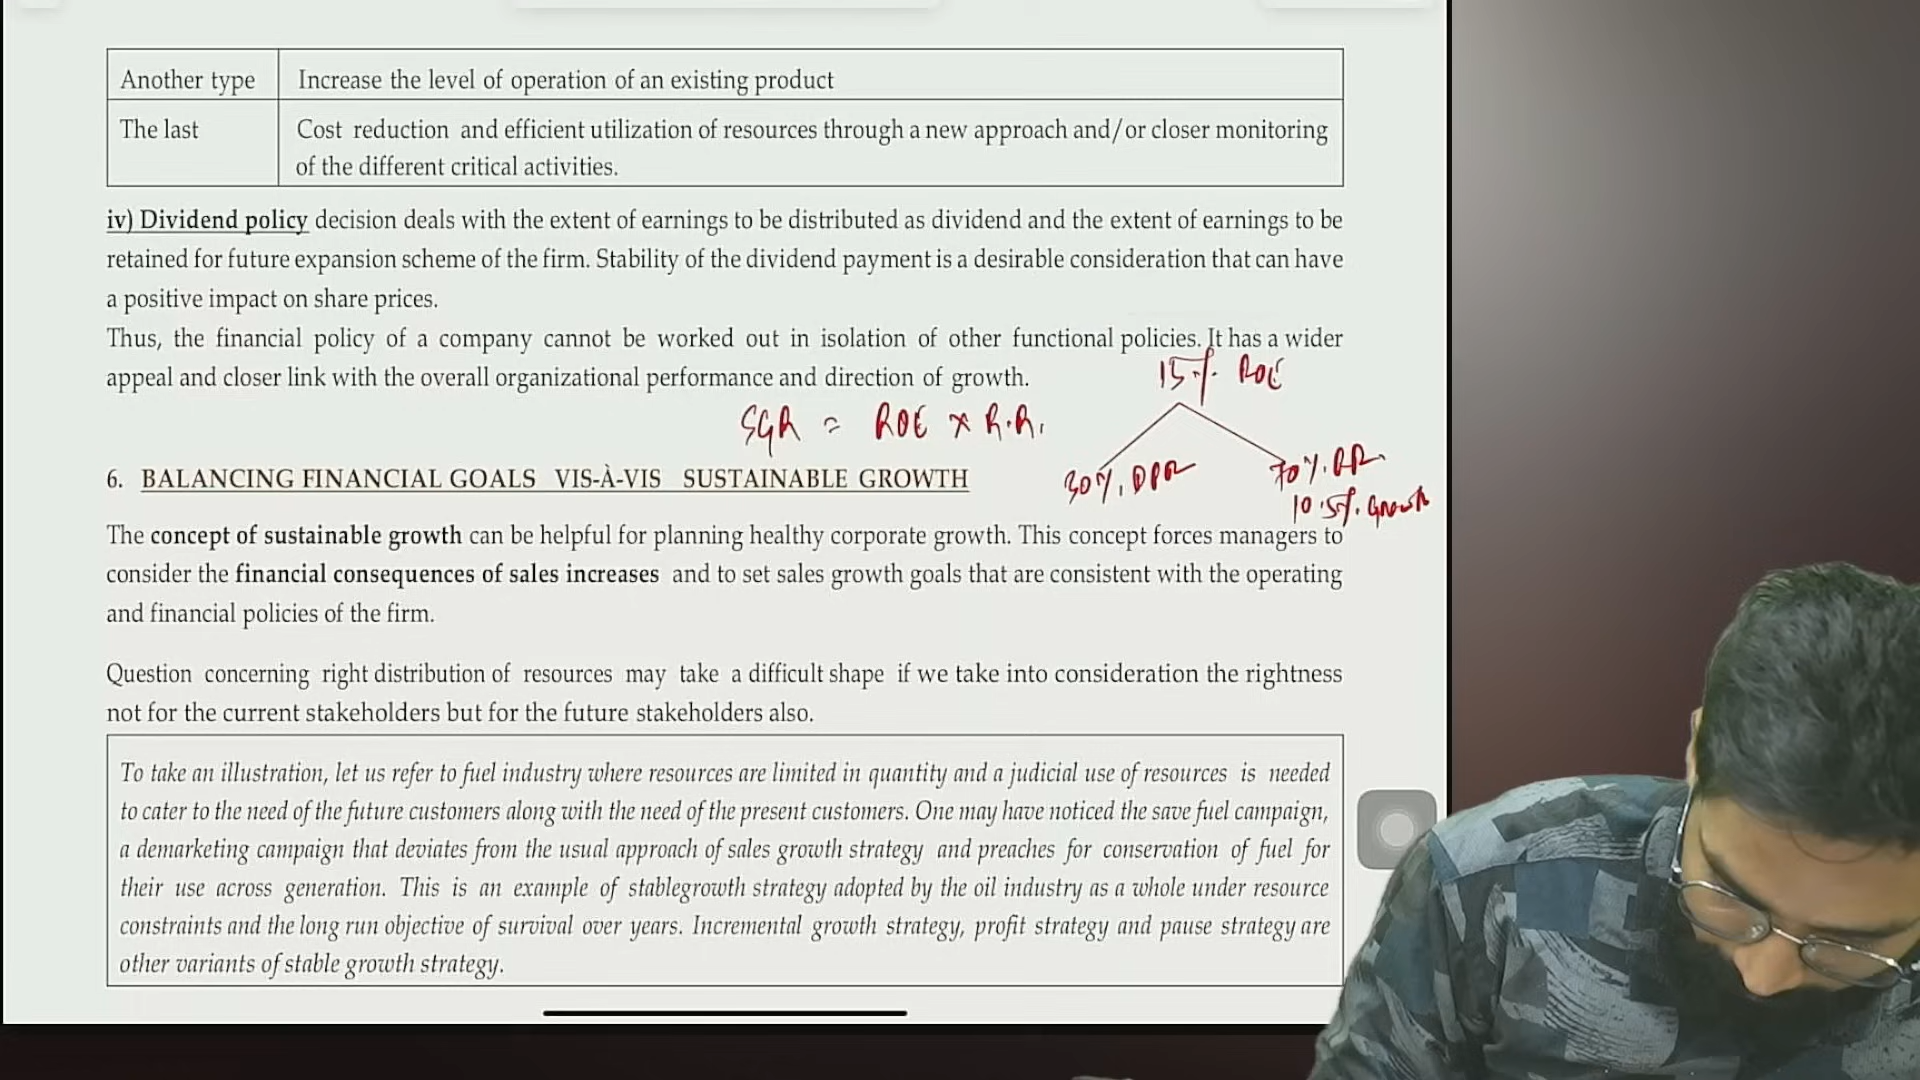 Another type Increase the level of operation of an existing product
The last Cost reduction and efficient utilization of resources through a new approach and/or closer monitoring
of the different critical activities.
iv) Dividend policy decision deals with the extent of earnings to be distributed as dividend and the extent of earnings to be
retained for future expansion scheme of the firm. Stability of the dividend payment is a desirable consideration that can have
a positive impact on share prices.
Thus, the financial policy of a company cannot be worked out in isolation of other functional policies. It has a wider
appeal and closer link with the overall organizational performance and direction of growth.
15% ROE
SGR = ROE × R.R.
30% DPR
70% RR
10.5% Growth
6. BALANCING FINANCIAL GOALS VIS-À-VIS SUSTAINABLE GROWTH
The concept of sustainable growth can be helpful for planning healthy corporate growth. This concept forces managers to
consider the financial consequences of sales increases and to set sales growth goals that are consistent with the operating
and financial policies of the firm.
Question concerning right distribution of resources may take a difficult shape if we take into consideration the rightness
not for the current stakeholders but for the future stakeholders also.
To take an illustration, let us refer to fuel industry where resources are limited in quantity and a judicial use of resources is needed
to cater to the need of the future customers along with the need of the present customers. One may have noticed the save fuel campaign,
a demarketing campaign that deviates from the usual approach of sales growth strategy and preaches for conservation of fuel for
their use across generation. This is an example of stablegrowth strategy adopted by the oil industry as a whole under resource
constraints and the long run objective of survival over years. Incremental growth strategy, profit strategy and pause strategy are
other variants of stable growth strategy.